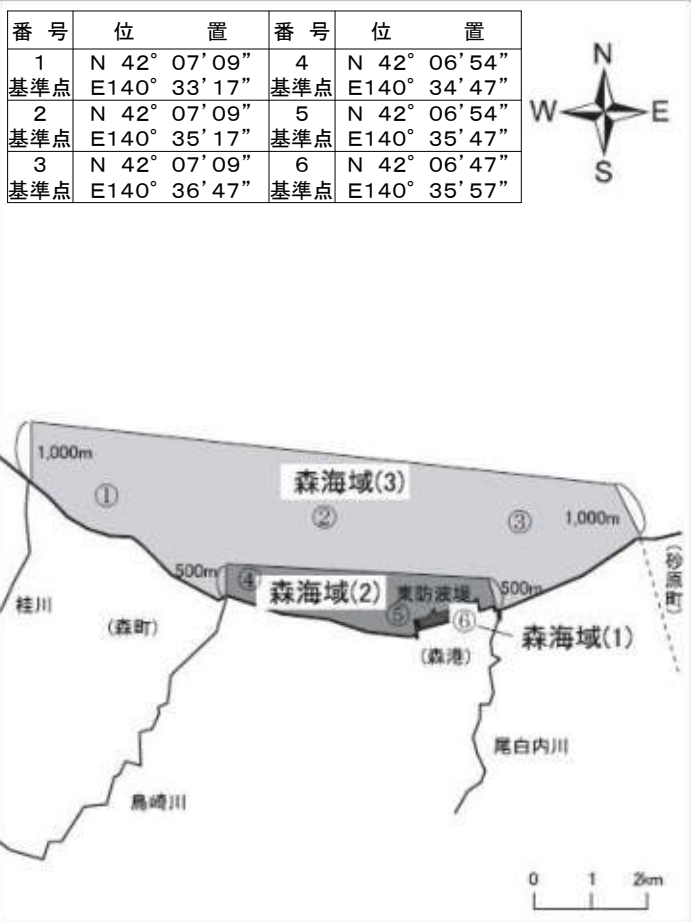 番 号 位 置 番 号 位 置
1 基準点 N 42° 07’09” E140° 33’17” 4 基準点 N 42° 06’54” E140° 34’47”
2 基準点 N 42° 07’09” E140° 35’17” 5 基準点 N 42° 06’54” E140° 35’47”
3 基準点 N 42° 07’09” E140° 36’47” 6 基準点 N 42° 06’47” E140° 35’57”
N
W E
S
1,000m
森海域(3)
①
②
③
1,000m
(砂原町)
500m
④
森海域(2)
東防波堤
500m
桂川
(森町)
⑤
⑥
森海域(1)
(森港)
尾白内川
鳥崎川
0 1 2km